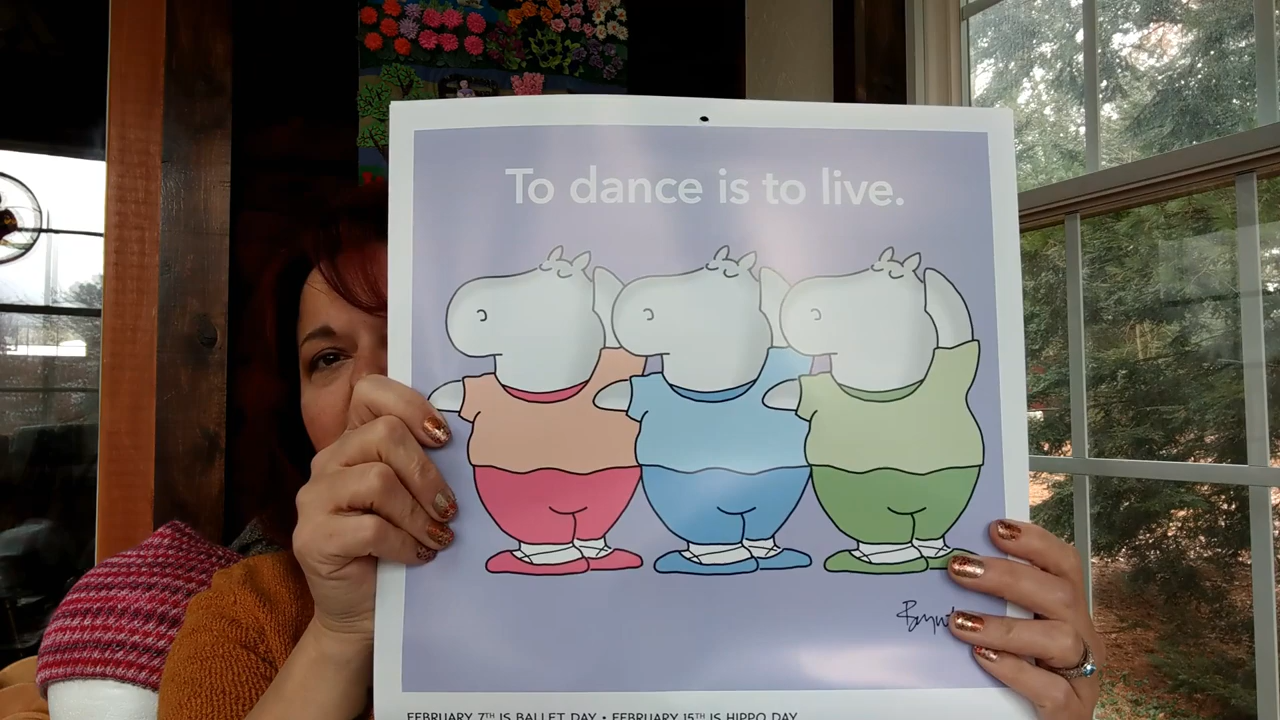 To dance is to live.
FEBRUARY 7TH IS BALLET DAY • FEBRUARY 15TH IS HIPPO DAY